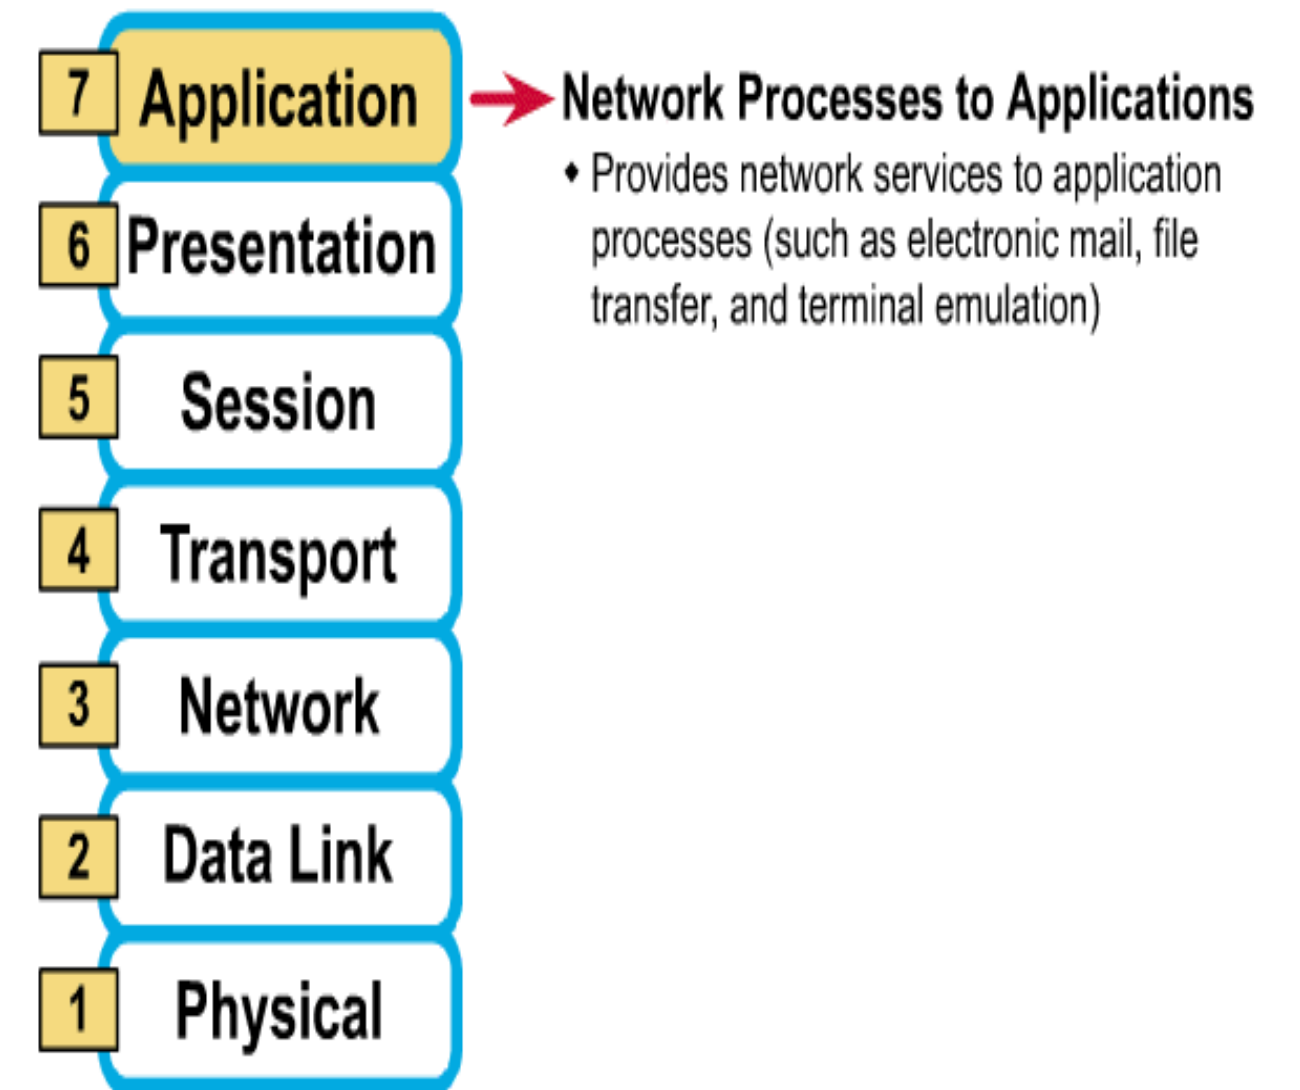 7 Application
Network Processes to Applications
• Provides network services to application
processes (such as electronic mail, file
transfer, and terminal emulation)
6 Presentation
5 Session
4 Transport
3 Network
2 Data Link
1 Physical